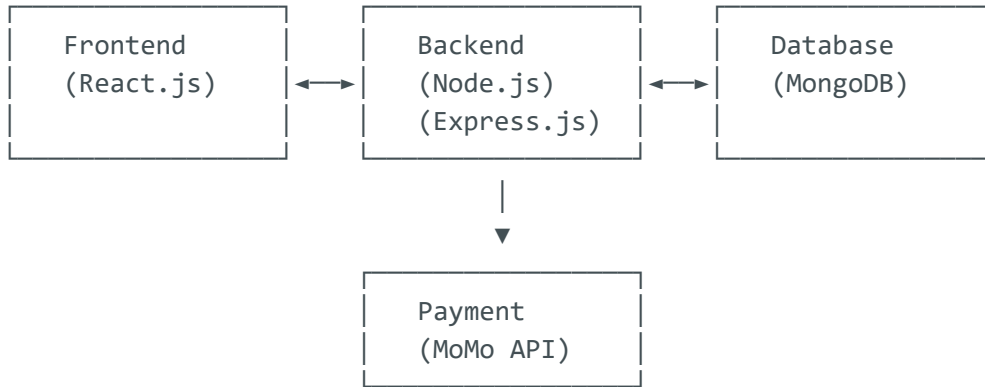 Frontend
(React.js)
Backend
(Node.js)
(Express.js)
Database
(MongoDB)
Payment
(MoMo API)